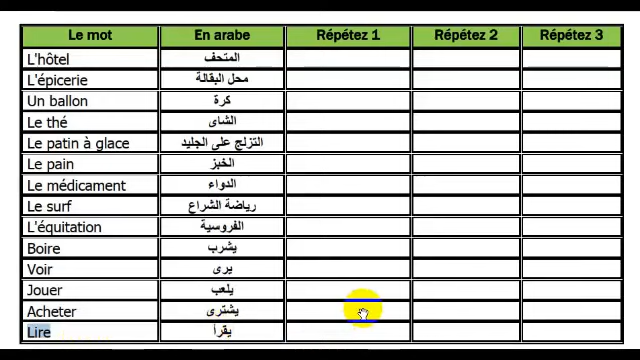 Le mot En arabe Répétez 1 Répétez 2 Répétez 3
L'hôtel المتحف
L'épicerie محل البقالة
Un ballon كرة
Le thé الشاى
Le patin à glace التزلج على الجليد
Le pain الخبز
Le médicament الدواء
Le surf رياضة الشراع
L'équitation الفروسية
Boire يشرب
Voir يرى
Jouer يلعب
Acheter يشترى
Lire يقرأ